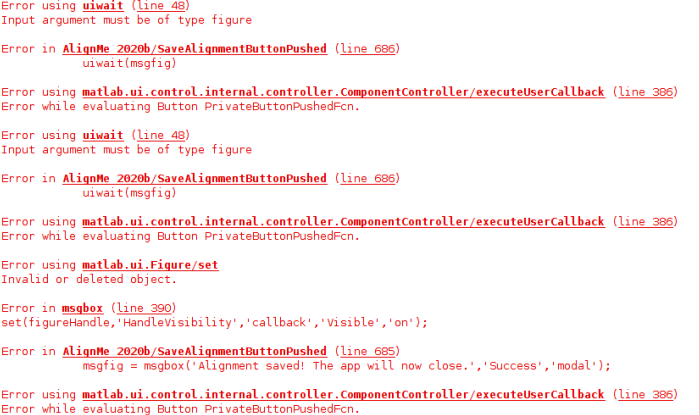 Error using uiwait (line 48)
Input argument must be of type figure
Error in AlignMe_2020b/SaveAlignmentButtonPushed (line 686)
uiwait(msgfig)
Error using matlab.ui.control.internal.controller.ComponentController/executeUserCallback (line 386)
Error while evaluating Button PrivateButtonPushedFcn.
Error using uiwait (line 48)
Input argument must be of type figure
Error in AlignMe_2020b/SaveAlignmentButtonPushed (line 686)
uiwait(msgfig)
Error using matlab.ui.control.internal.controller.ComponentController/executeUserCallback (line 386)
Error while evaluating Button PrivateButtonPushedFcn.
Error using matlab.ui.Figure/set
Invalid or deleted object.
Error in msgbox (line 390)
set(figureHandle,'HandleVisibility','callback','Visible','on');
Error in AlignMe_2020b/SaveAlignmentButtonPushed (line 685)
msgfig = msgbox('Alignment saved! The app will now close.','Success','modal');
Error using matlab.ui.control.internal.controller.ComponentController/executeUserCallback (line 386)
Error while evaluating Button PrivateButtonPushedFcn.